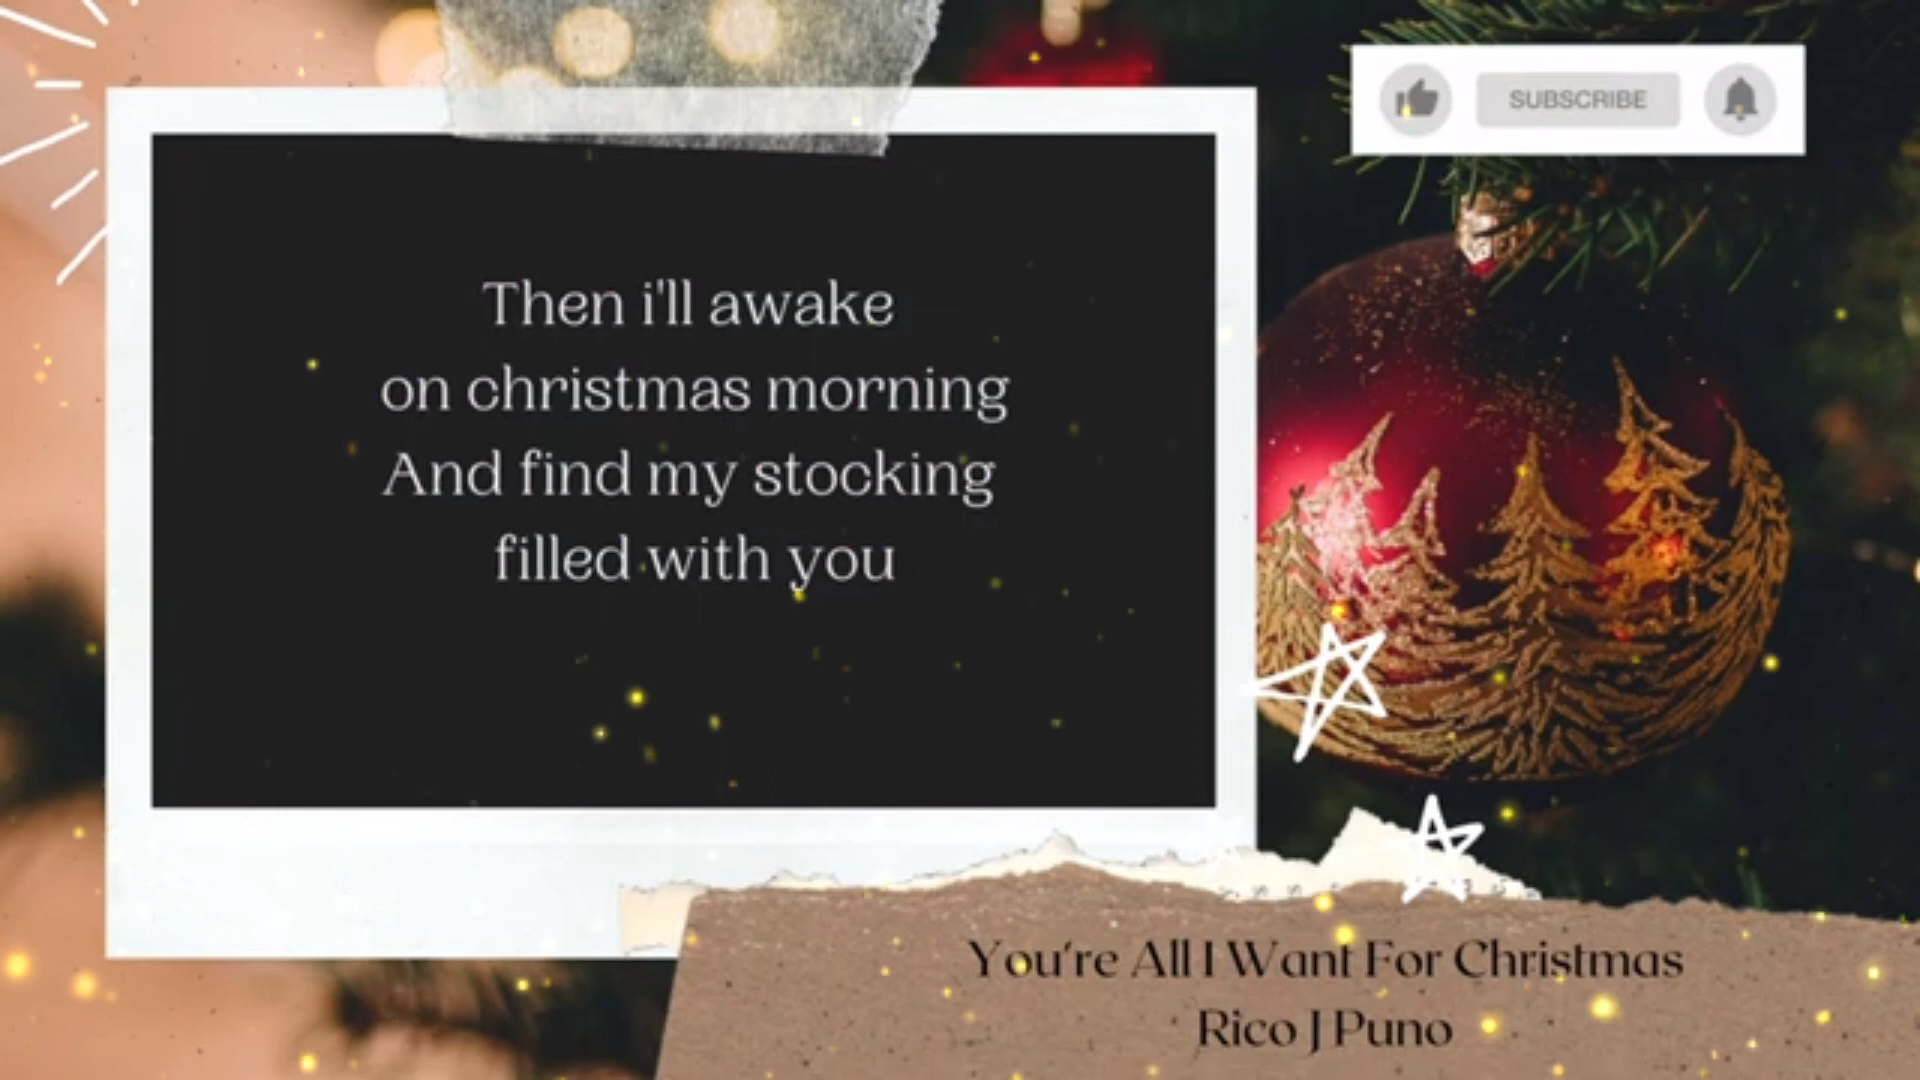 SUBSCRIBE
Then i'll awake
on christmas morning
And find my stocking
filled with you
You're All I Want For Christmas
Rico J Puno